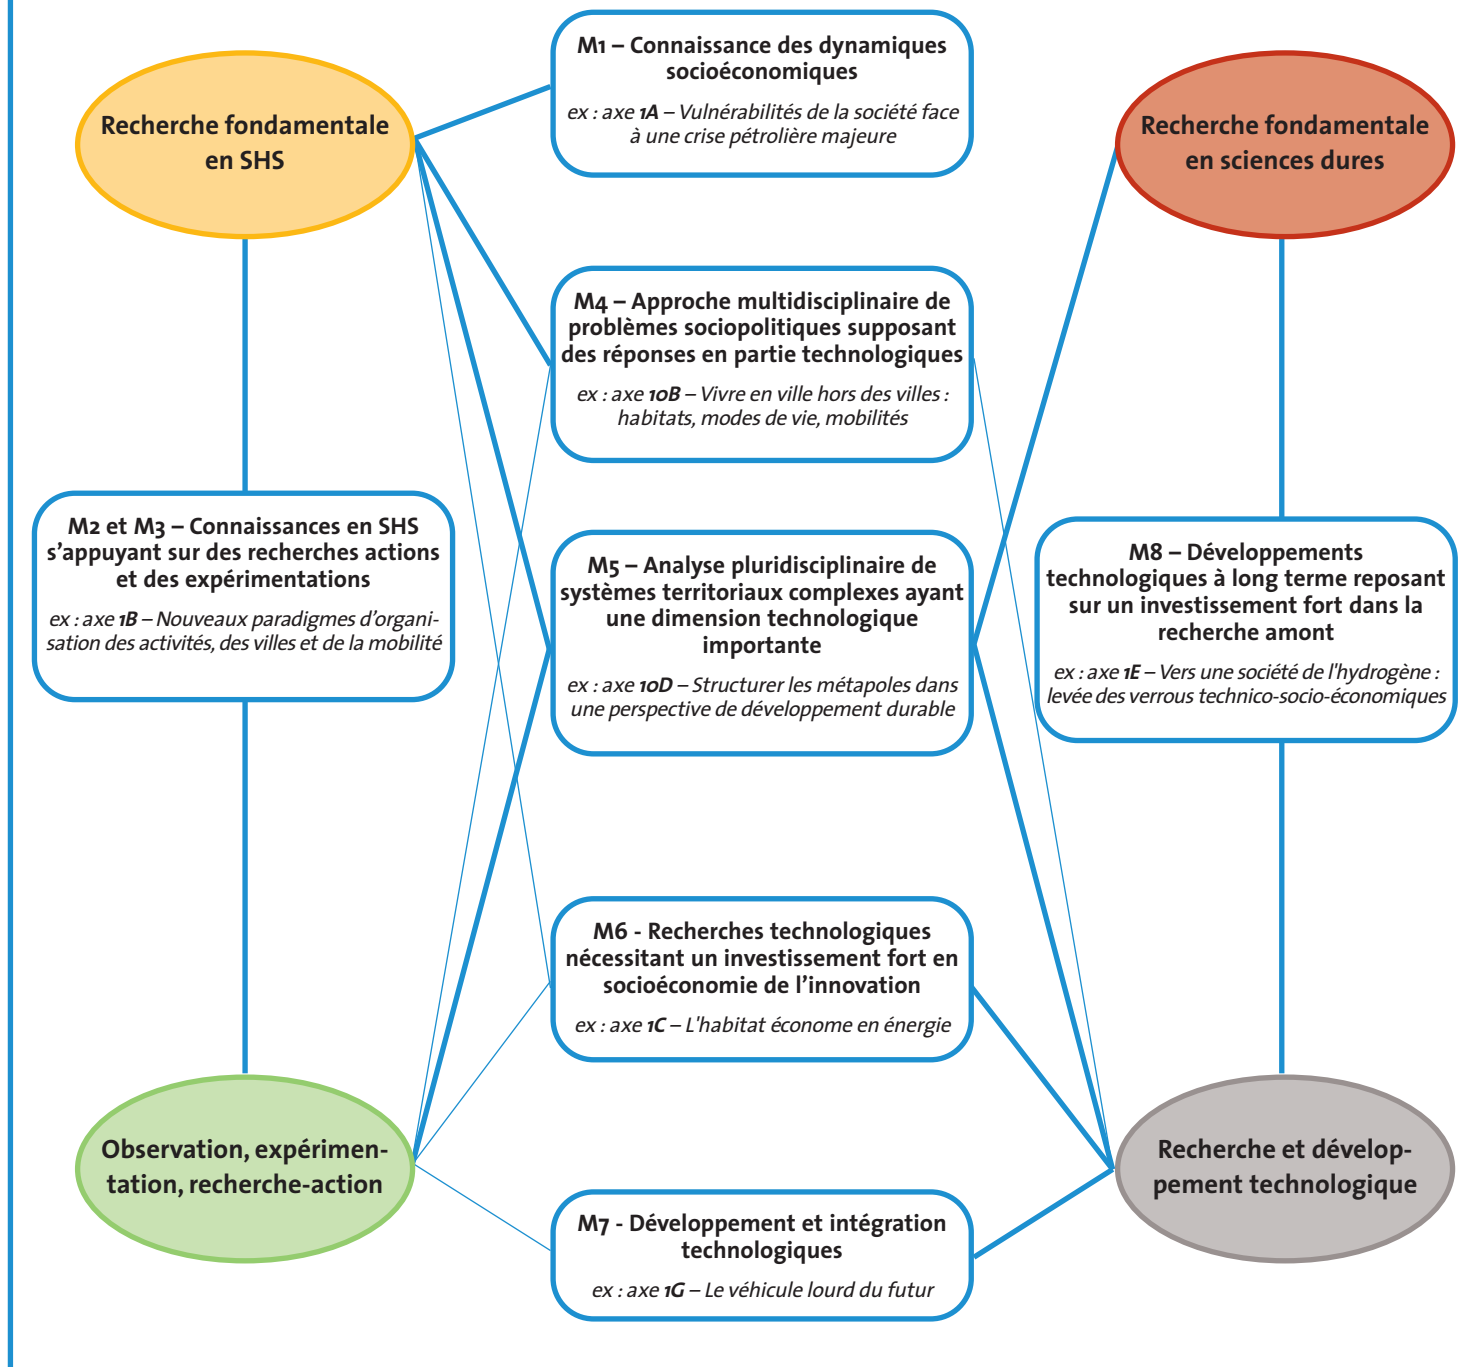 M1 – Connaissance des dynamiques
socioéconomiques
ex : axe 1A – Vulnérabilités de la société face
à une crise pétrolière majeure
Recherche fondamentale
en SHS
Recherche fondamentale
en sciences dures
M4 – Approche multidisciplinaire de
problèmes sociopolitiques supposant
des réponses en partie technologiques
ex : axe 10B – Vivre en ville hors des villes :
habitats, modes de vie, mobilités
M2 et M3 – Connaissances en SHS
s’appuyant sur des recherches actions
et des expérimentations
ex : axe 1B – Nouveaux paradigmes d’organi-
sation des activités, des villes et de la mobilité
M5 – Analyse pluridisciplinaire de
systèmes territoriaux complexes ayant
une dimension technologique
importante
ex : axe 10D – Structurer les métapoles dans
une perspective de développement durable
M8 – Développements
technologiques à long terme reposant
sur un investissement fort dans la
recherche amont
ex : axe 1E – Vers une société de l'hydrogène :
levée des verrous technico-socio-économiques
M6 - Recherches technologiques
nécessitant un investissement fort en
socioéconomie de l’innovation
ex : axe 1C – L'habitat économe en énergie
Observation, expérimen-
tation, recherche-action
Recherche et dévelop-
pement technologique
M7 - Développement et intégration
technologiques
ex : axe 1G – Le véhicule lourd du futur